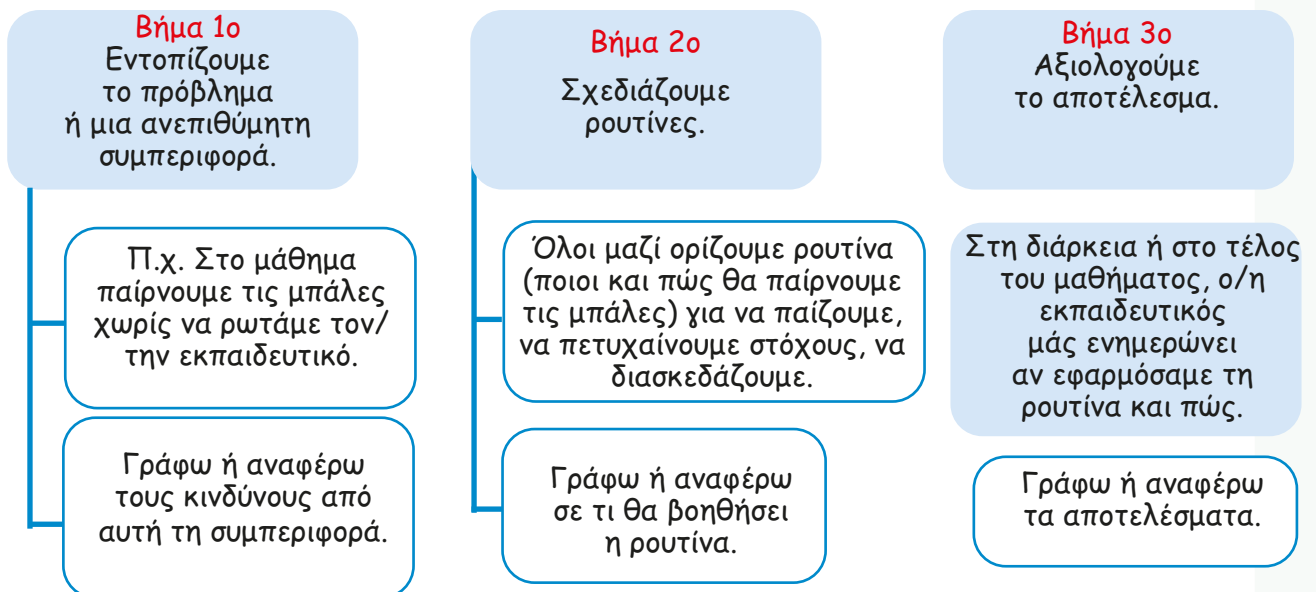 Βήμα 1ο
Εντοπίζουμε
το πρόβλημα
ή μια ανεπιθύμητη
συμπεριφορά.
Π.χ. Στο μάθημα
παίρνουμε τις μπάλες
χωρίς να ρωτάμε τον/
την εκπαιδευτικό.
Γράφω ή αναφέρω
τους κινδύνους από
αυτή τη συμπεριφορά.
Βήμα 2ο
Σχεδιάζουμε
ρουτίνες.
Όλοι μαζί ορίζουμε ρουτίνα
(ποιοι και πώς θα παίρνουμε
τις μπάλες) για να παίζουμε,
να πετυχαίνουμε στόχους, να
διασκεδάζουμε.
Γράφω ή αναφέρω
σε τι θα βοηθήσει
η ρουτίνα.
Βήμα 3ο
Αξιολογούμε
το αποτέλεσμα.
Στη διάρκεια ή στο τέλος
του μαθήματος, ο/η
εκπαιδευτικός
μάς ενημερώνει
αν εφαρμόσαμε τη
ρουτίνα και πώς.
Γράφω ή αναφέρω
τα αποτελέσματα.